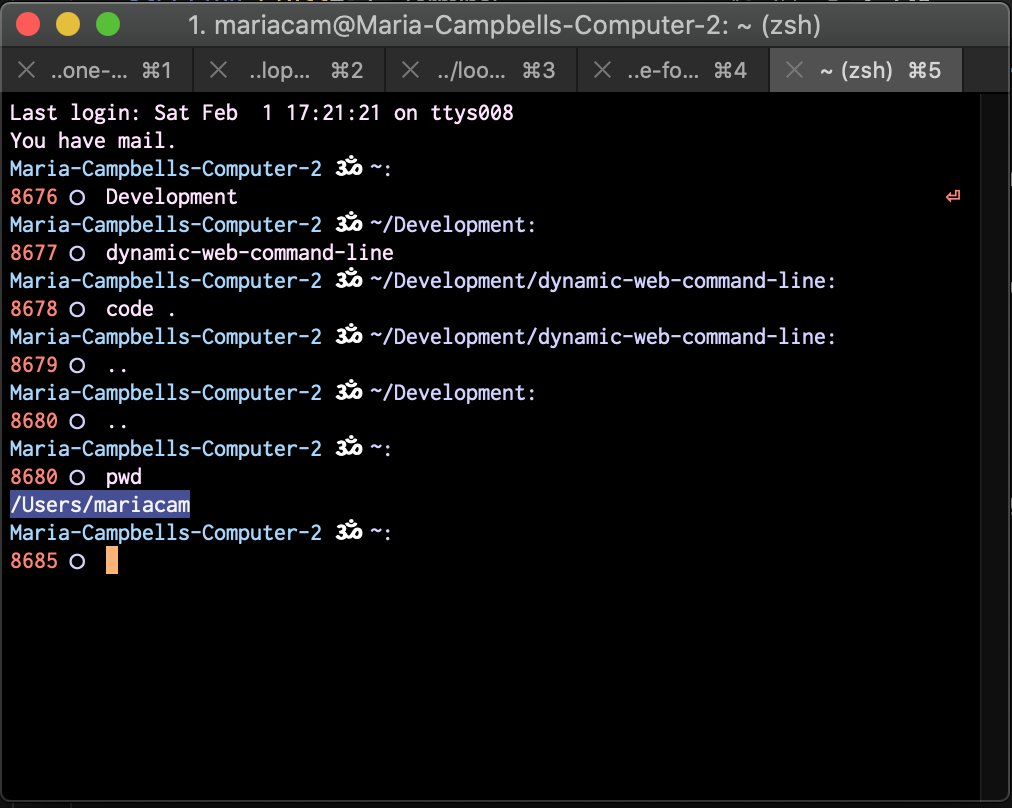 1. mariacam@Maria-Campbells-Computer-2: ~ (zsh)
..one-... ⌘1 ..lop... ⌘2 ../loo... ⌘3 ..e-fo... ⌘4 ~ (zsh) ⌘5
Last login: Sat Feb  1 17:21:21 on ttys008
You have mail.
Maria-Campbells-Computer-2 ॐ ~:
8676 ○ Development ⏎
Maria-Campbells-Computer-2 ॐ ~/Development:
8677 ○ dynamic-web-command-line
Maria-Campbells-Computer-2 ॐ ~/Development/dynamic-web-command-line:
8678 ○ code .
Maria-Campbells-Computer-2 ॐ ~/Development/dynamic-web-command-line:
8679 ○ ..
Maria-Campbells-Computer-2 ॐ ~/Development:
8680 ○ ..
Maria-Campbells-Computer-2 ॐ ~:
8680 ○ pwd
/Users/mariacam
Maria-Campbells-Computer-2 ॐ ~:
8685 ○